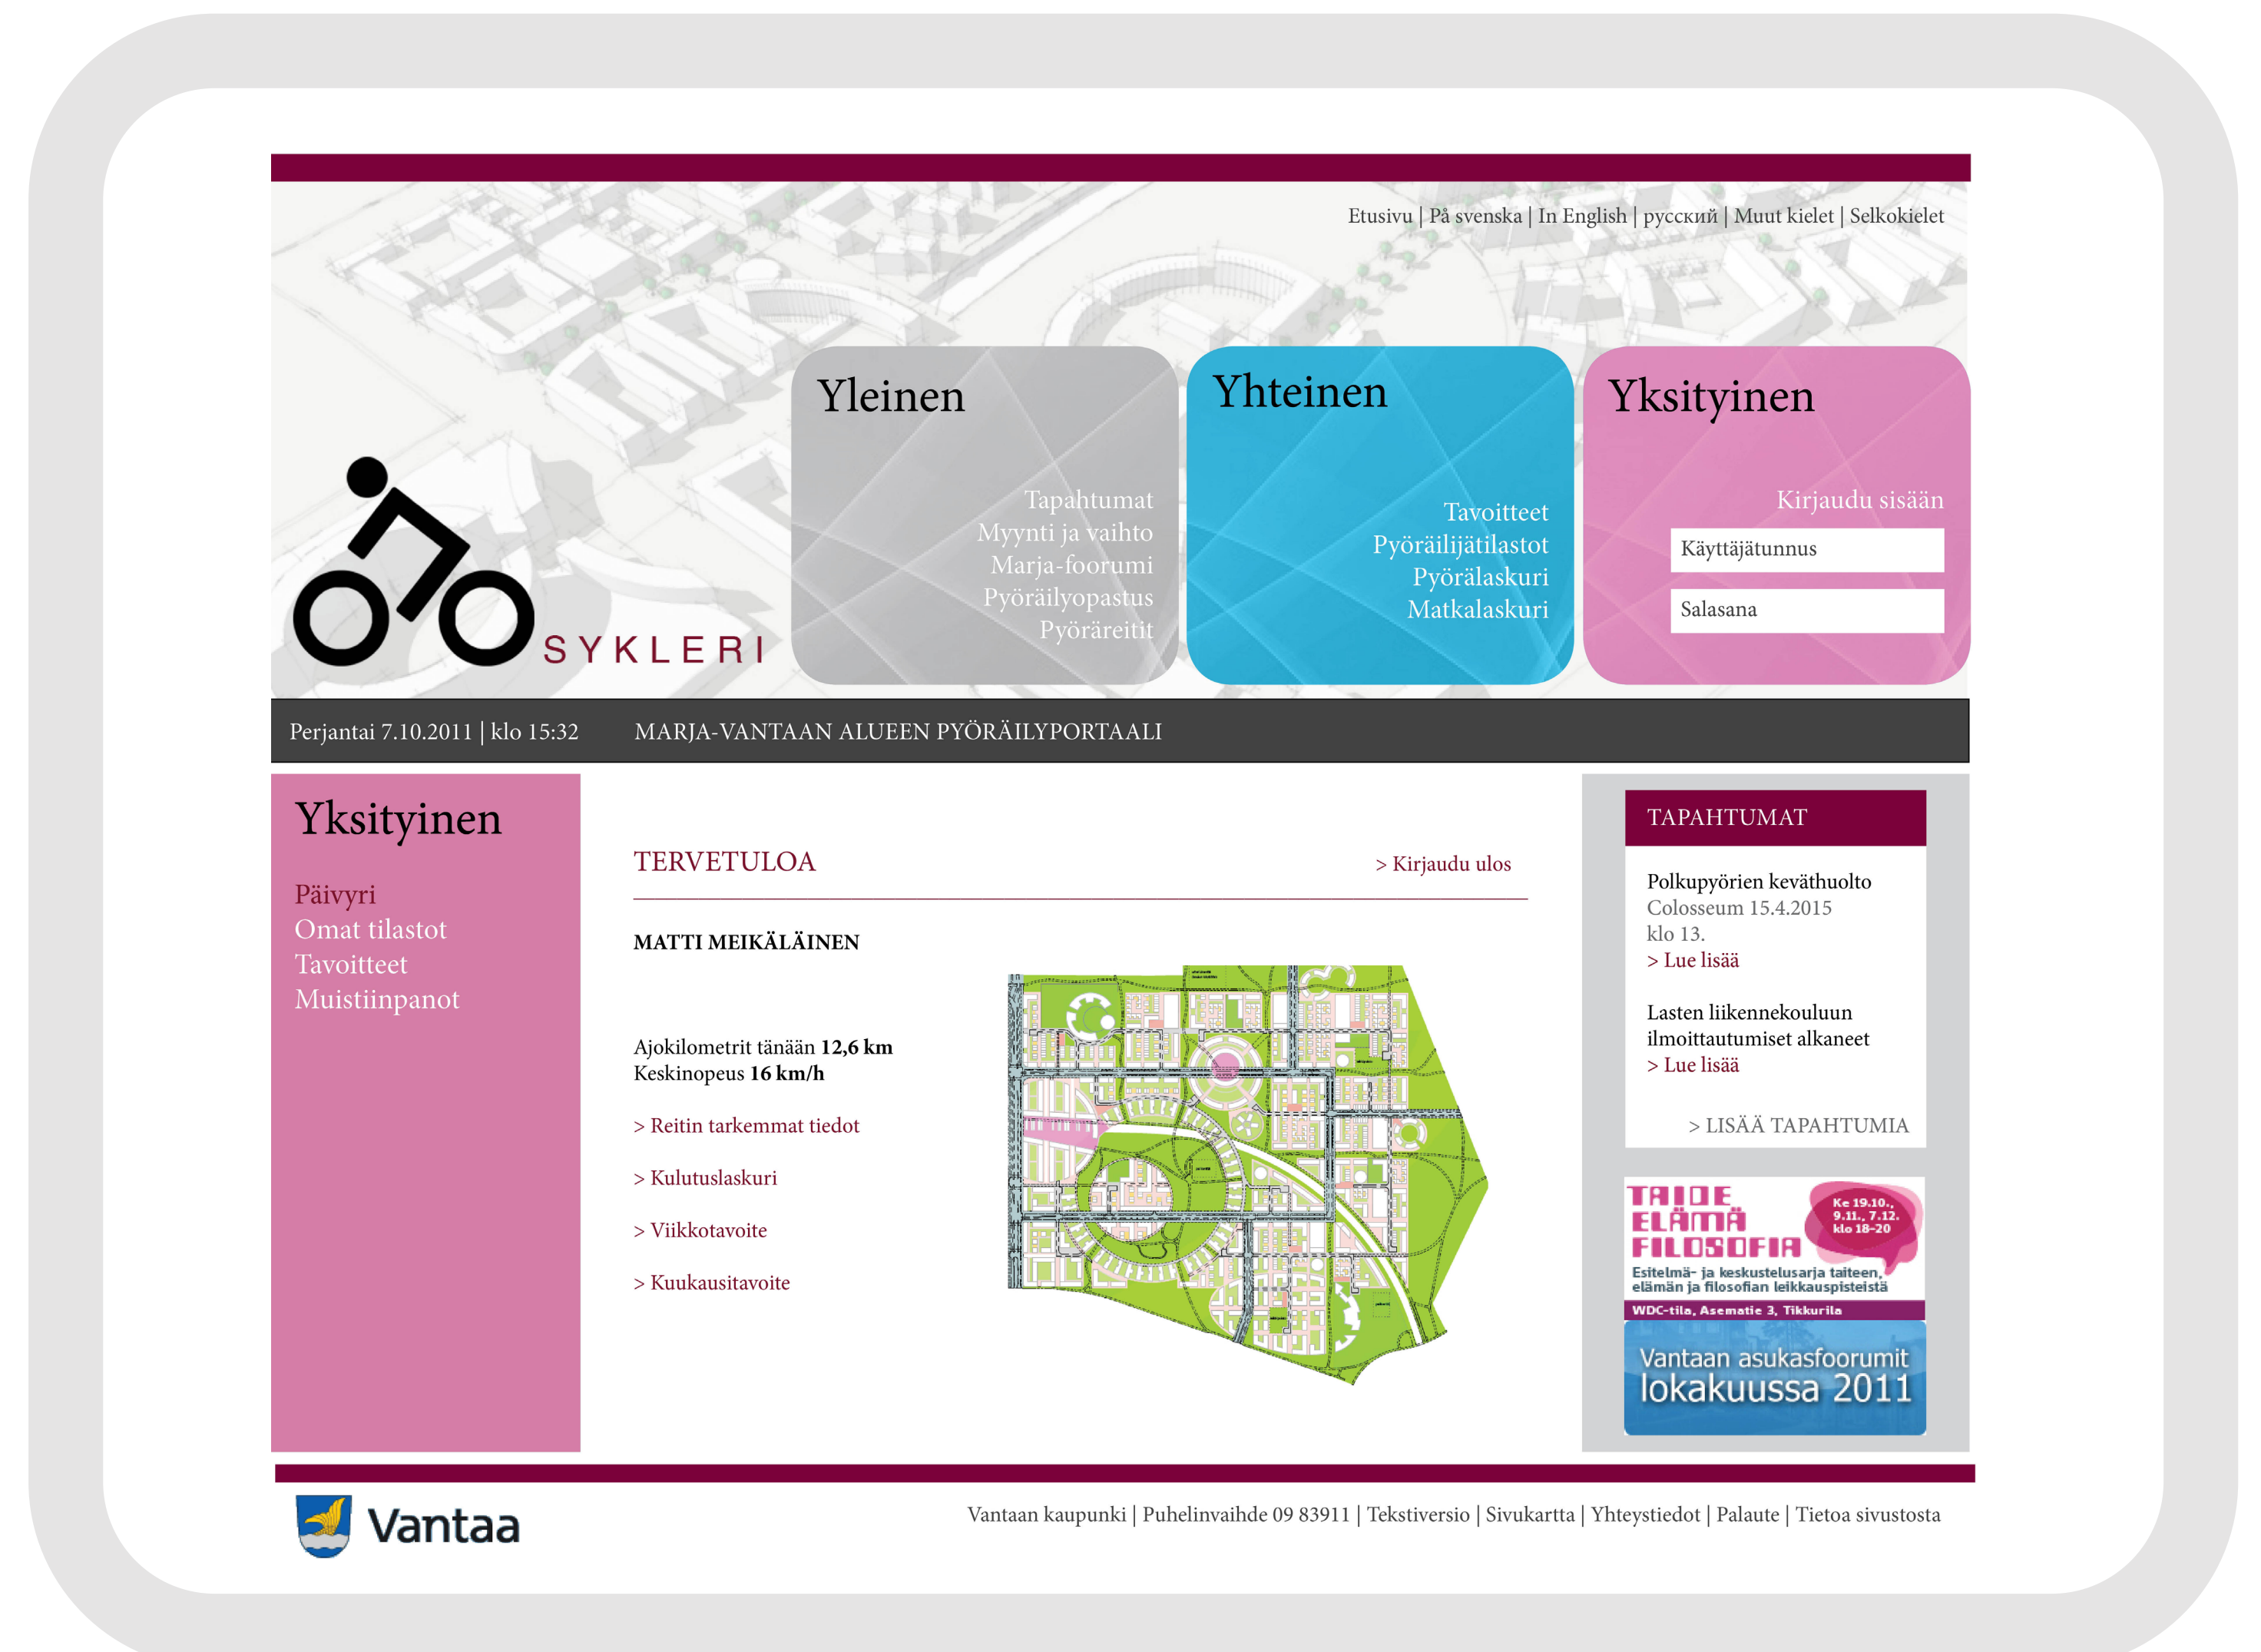 Etusivu | På svenska | In English | русский | Muut kielet | Selkokielet
Yleinen
Tapahtumat
Myynti ja vaihto
Marja-foorumi
Pyöräilyopastus
Pyöräreitit
Yhteinen
Tavoitteet
Pyöräilijätilastot
Pyörälaskuri
Matkalaskuri
Yksityinen
Kirjaudu sisään
Käyttäjätunnus
Salasana
SYKLERI
Perjantai 7.10.2011 | klo 15:32
MARJA-VANTAAN ALUEEN PYÖRÄILYPORTAALI
Yksityinen
Päivyri
Omat tilastot
Tavoitteet
Muistiinpanot
TERVETULOA
> Kirjaudu ulos
MATTI MEIKÄLÄINEN
Ajokilometrit tänään 12,6 km
Keskinopeus 16 km/h
> Reitin tarkemmat tiedot
> Kulutuslaskuri
> Viikkotavoite
> Kuukausitavoite
TAPAHTUMAT
Polkupyörien keväthuolto
Colosseum 15.4.2015
klo 13.
> Lue lisää
Lasten liikennekouluun
ilmoittautumiset alkaneet
> Lue lisää
> LISÄÄ TAPAHTUMIA
TAIDE
ELÄMÄ
FILOSOFIA
Ke 19.10.,
9.11., 7.12.
klo 18-20
Esitelmä- ja keskustelusarja taiteen,
elämän ja filosofian leikkauspisteistä
WDC-tila, Asematie 3, Tikkurila
Vantaan asukasfoorumit
lokakuussa 2011
Vantaa
Vantaan kaupunki | Puhelinvaihde 09 83911 | Tekstiversio | Sivukartta | Yhteystiedot | Palaute | Tietoa sivustosta